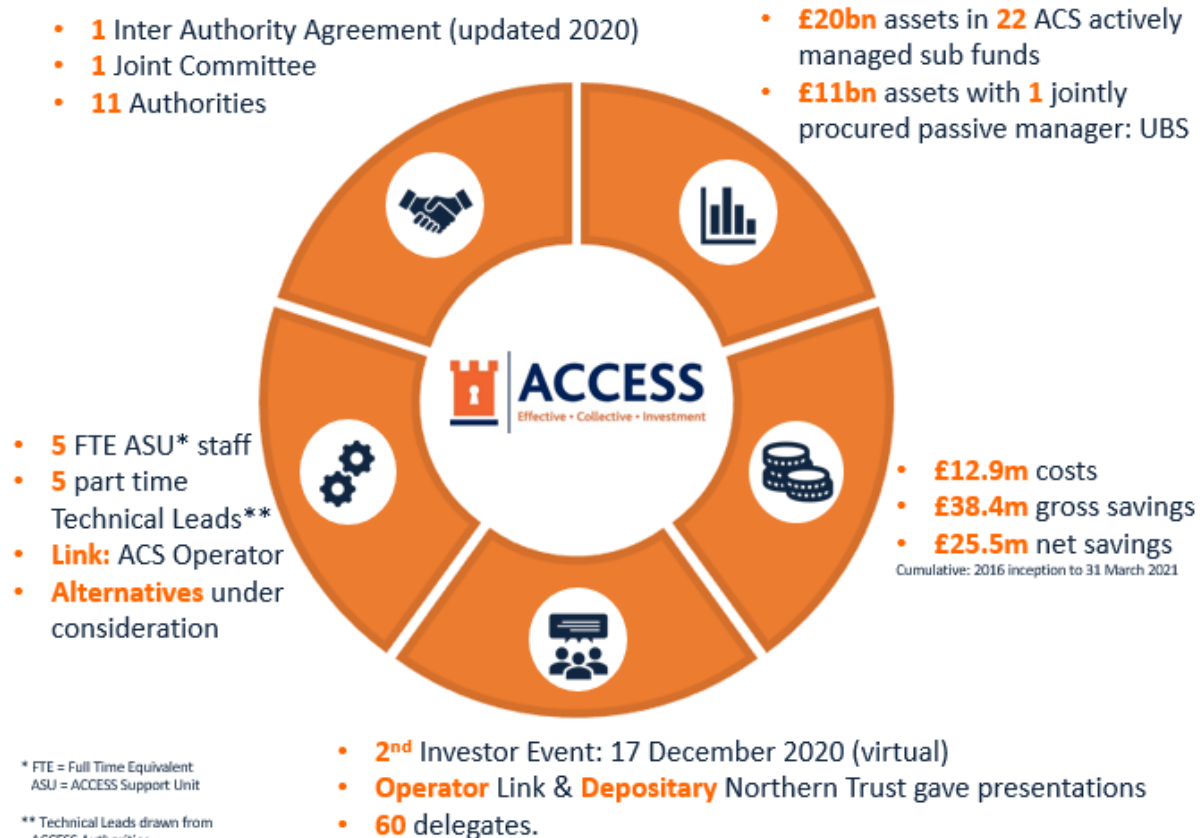 • 1 Inter Authority Agreement (updated 2020)
• 1 Joint Committee
• 11 Authorities
• £20bn assets in 22 ACS actively
managed sub funds
• £11bn assets with 1 jointly
procured passive manager: UBS
ACCESS
Effective • Collective • Investment
• 5 FTE ASU* staff
• 5 part time
Technical Leads**
• Link: ACS Operator
• Alternatives under
consideration
• £12.9m costs
• £38.4m gross savings
• £25.5m net savings
Cumulative: 2016 inception to 31 March 2021
• 2nd Investor Event: 17 December 2020 (virtual)
• Operator Link & Depositary Northern Trust gave presentations
• 60 delegates.
* FTE = Full Time Equivalent
ASU = ACCESS Support Unit
** Technical Leads drawn from
ACCESS Authorities